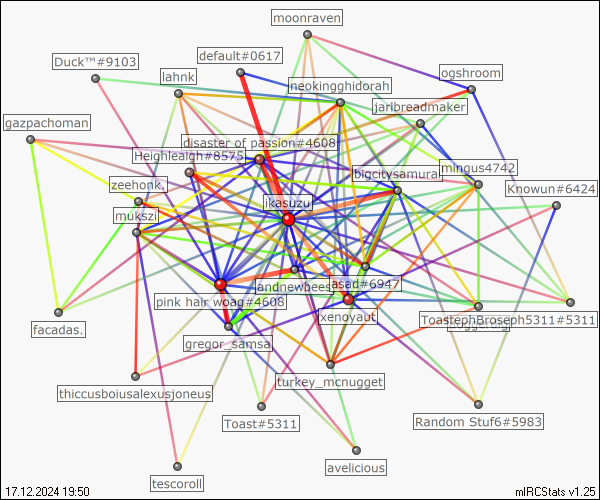 moonraven
Duck™#9103
default#0617
lahnk
neokingghidorah
ogshroom
jarlbreadmaker
gazpachoman
disaster of passion#4608
Heighleigh#8575
bigcitysamurai
mingus4742
zeehonk.
Knowun#6424
mukszi
ikasuzu
landnewbeer
asad#6947
pink hair woag#4608
xenoyaut
ToastephBroseph5311#5311
facadas.
gregor_samsa
turkey_mcnugget
thiccusboiusalexusjoneus
Toast#5311
Random Stuf6#5983
avelicious
tescoroll
17.12.2024 19:50
mIRCStats v1.25